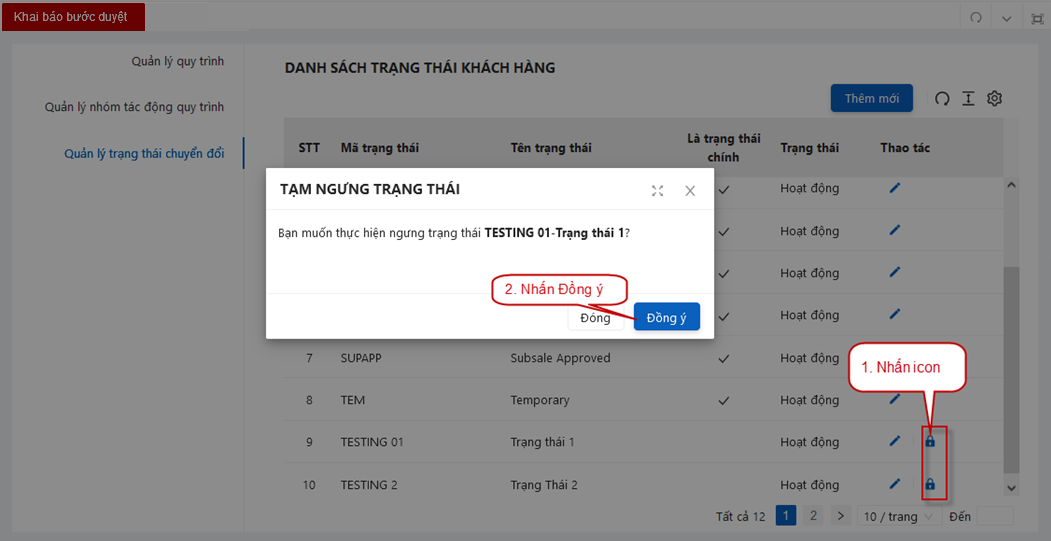 Khai báo bước duyệt
Quản lý quy trình
Quản lý nhóm tác động quy trình
Quản lý trạng thái chuyển đổi
DANH SÁCH TRẠNG THÁI KHÁCH HÀNG
Thêm mới
STT Mã trạng thái Tên trạng thái Là trạng thái chính Trạng thái Thao tác
Hoạt động
Hoạt động
Hoạt động
Hoạt động
TẠM NGƯNG TRẠNG THÁI
Bạn muốn thực hiện ngưng trạng thái TESTING 01-Trạng thái 1?
2. Nhấn Đồng ý
Đóng Đồng ý
1. Nhấn icon
7 SUPAPP Subsale Approved Hoạt động
8 TEM Temporary Hoạt động
9 TESTING 01 Trạng thái 1 Hoạt động
10 TESTING 2 Trạng Thái 2 Hoạt động
Tất cả 12 1 2 10 / trang Đến